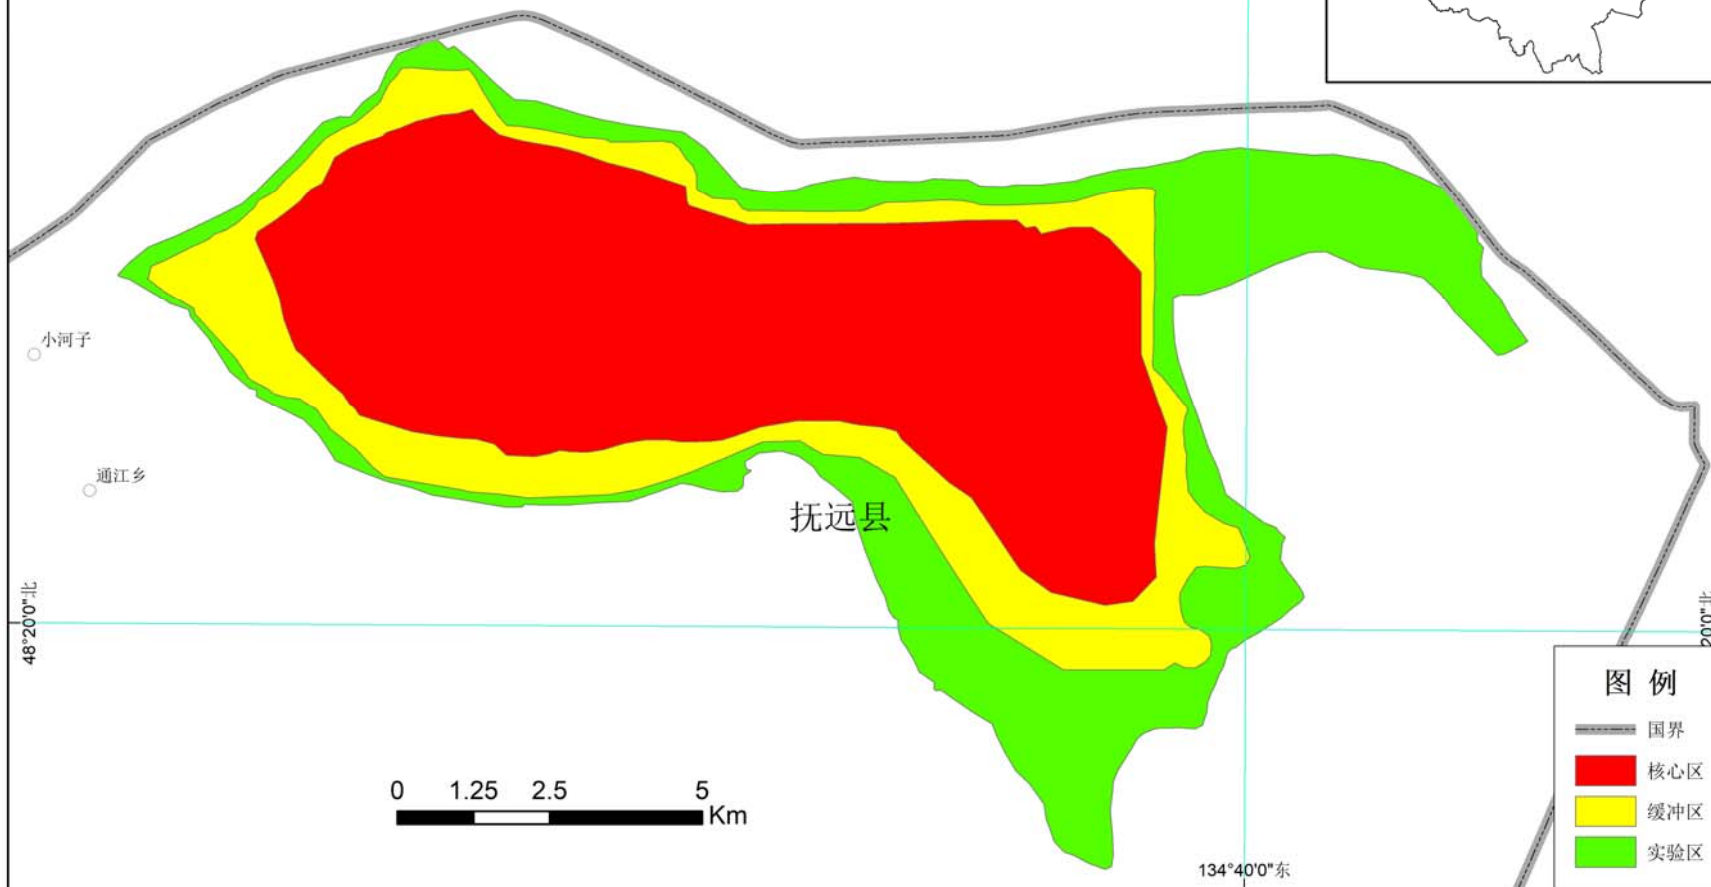 小河子
通江乡
抚远县
48°20'0"北
20'0"北
图 例
国界
核心区
缓冲区
实验区
0 1.25 2.5 5
Km
134°40'0"东